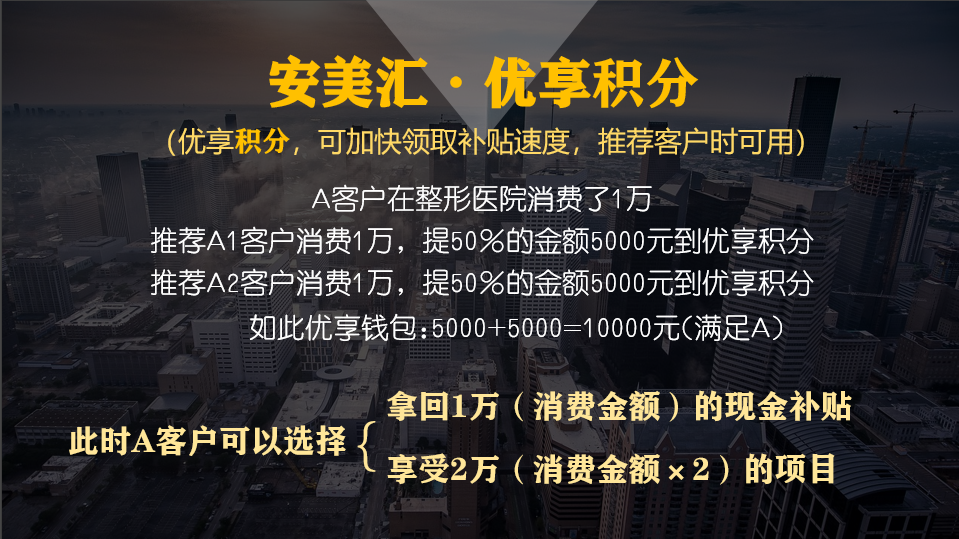 安美汇·优享积分
（优享积分，可加快领取补贴速度，推荐客户时可用）
A客户在整形医院消费了1万
推荐A1客户消费1万，提50%的金额5000元到优享积分
推荐A2客户消费1万，提50%的金额5000元到优享积分
如此优享钱包:5000+5000=10000元(满足A)
拿回1万（消费金额）的现金补贴
此时A客户可以选择{
享受2万（消费金额×2）的项目